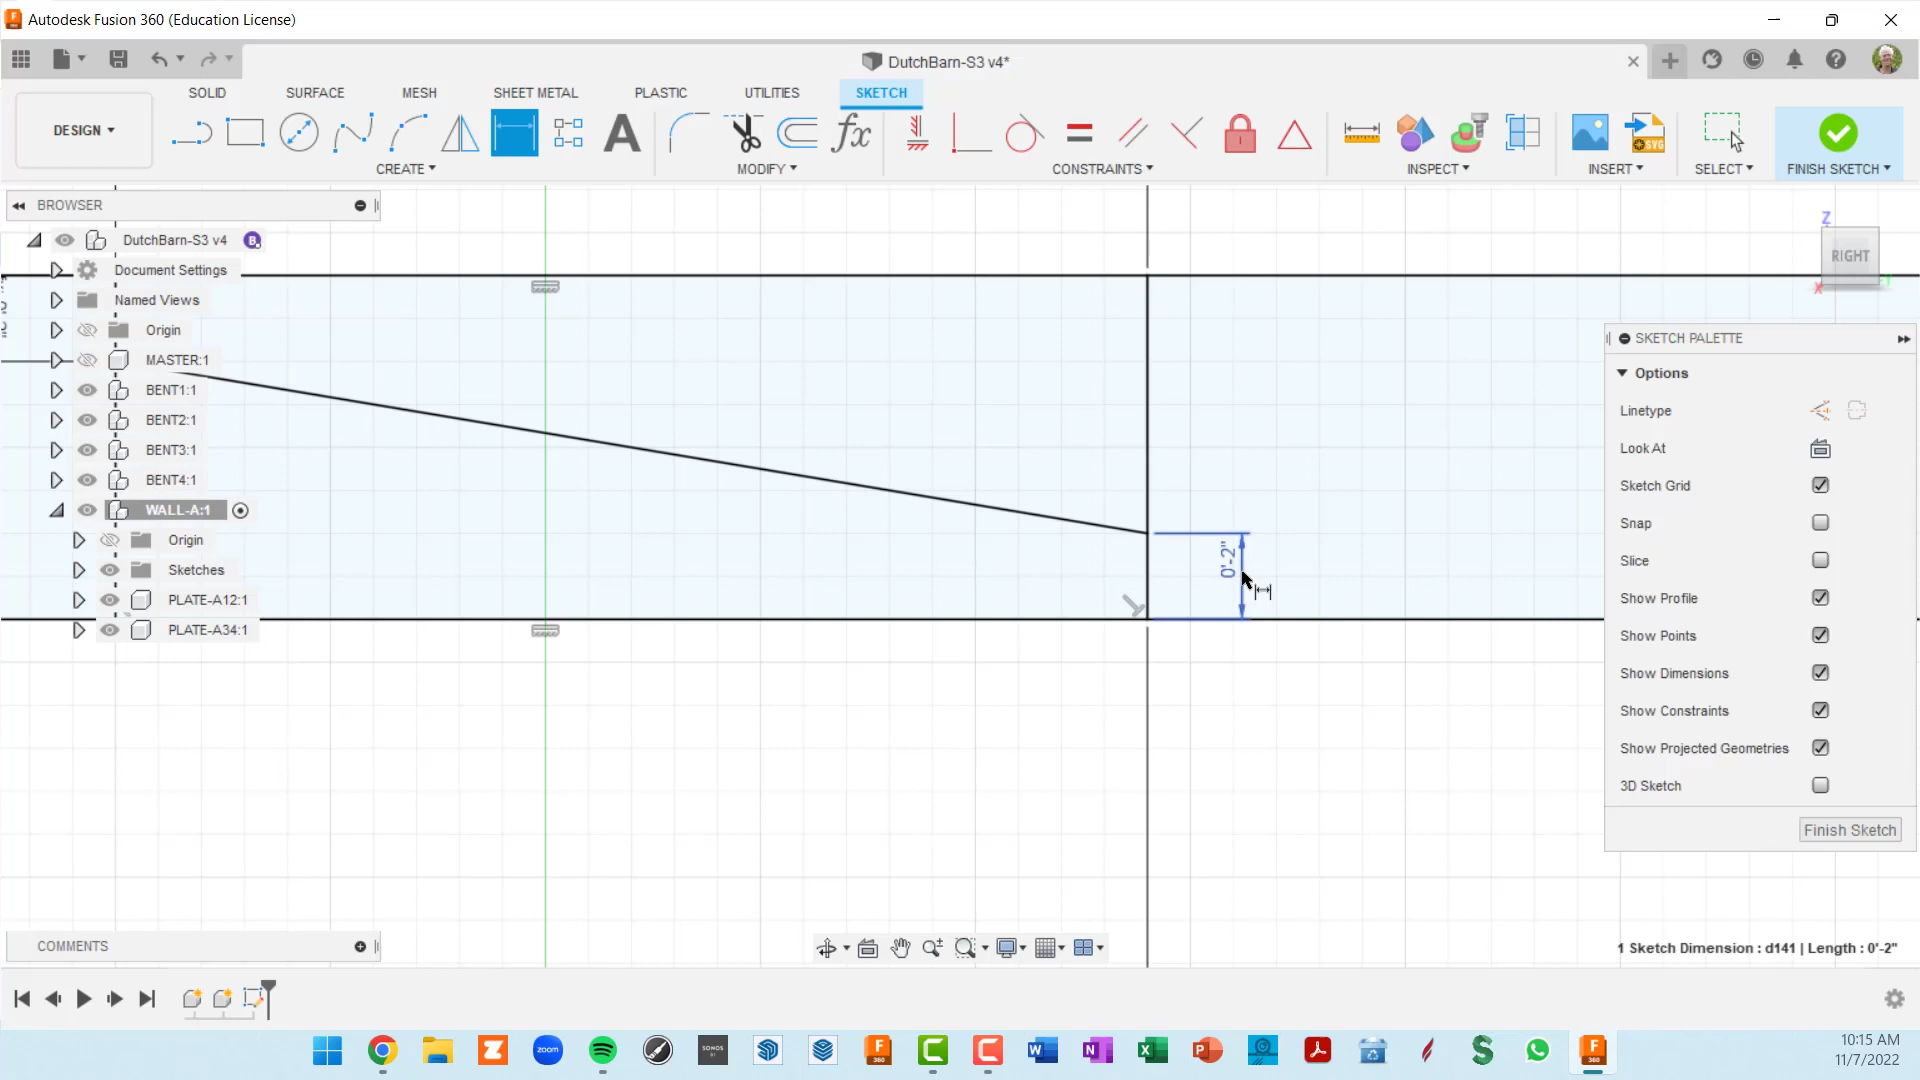 Autodesk Fusion 360 (Education License)
DutchBarn-S3 v4*
SOLID SURFACE MESH SHEET METAL PLASTIC UTILITIES SKETCH
DESIGN
CREATE MODIFY CONSTRAINTS INSPECT INSERT SELECT FINISH SKETCH
BROWSER
DutchBarn-S3 v4
Document Settings
Named Views
Origin
MASTER:1
BENT1:1
BENT2:1
BENT3:1
BENT4:1
WALL-A:1
Origin
Sketches
PLATE-A12:1
PLATE-A34:1
0'-2"
Z
RIGHT
X
SKETCH PALETTE
Options
Linetype
Look At
Sketch Grid
Snap
Slice
Show Profile
Show Points
Show Dimensions
Show Constraints
Show Projected Geometries
3D Sketch
Finish Sketch
COMMENTS
1 Sketch Dimension : d141 | Length : 0'-2"
zoom
SONOS
10:15 AM
11/7/2022